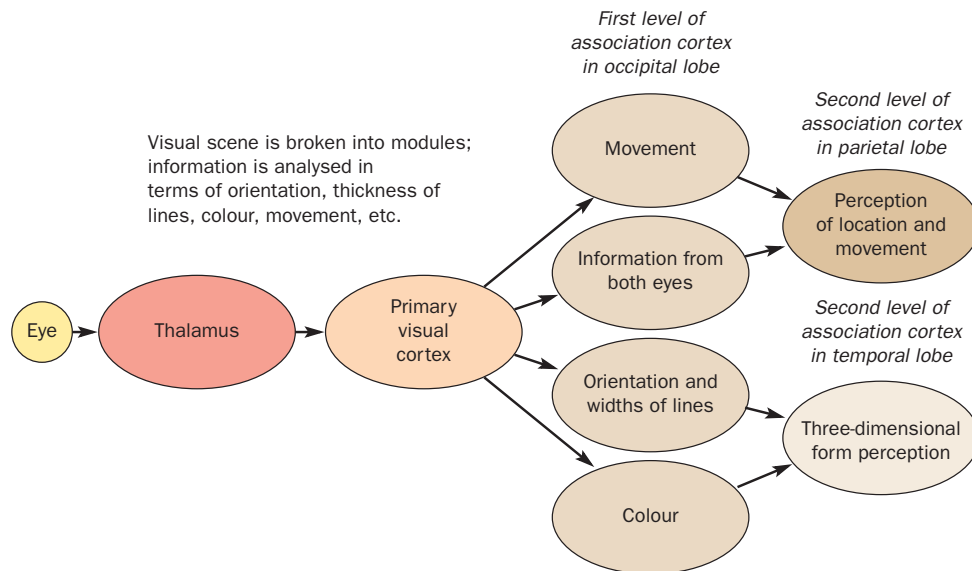 First level of
association cortex
in occipital lobe
Second level of
association cortex
in parietal lobe
Visual scene is broken into modules;
information is analysed in
terms of orientation, thickness of
lines, colour, movement, etc.
Movement
Perception
of location and
movement
Information from
both eyes
Eye
Thalamus
Primary
visual
cortex
Second level of
association cortex
in temporal lobe
Orientation and
widths of lines
Three-dimensional
form perception
Colour